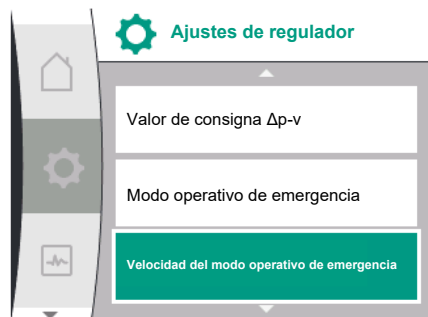 Ajustes de regulador
Valor de consigna Δp-v
Modo operativo de emergencia
Velocidad del modo operativo de emergencia